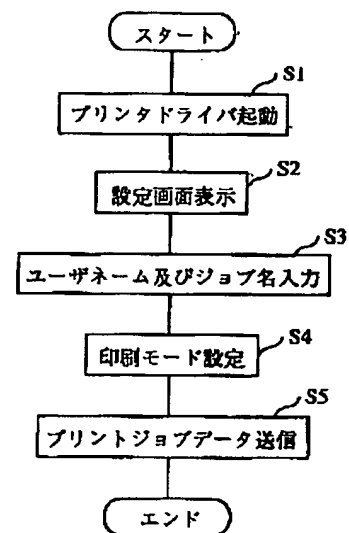 スタート
S1
プリンタドライバ起動
S2
設定画面表示
S3
ユーザネーム及びジョブ名入力
S4
印刷モード設定
S5
プリントジョブデータ送信
エンド